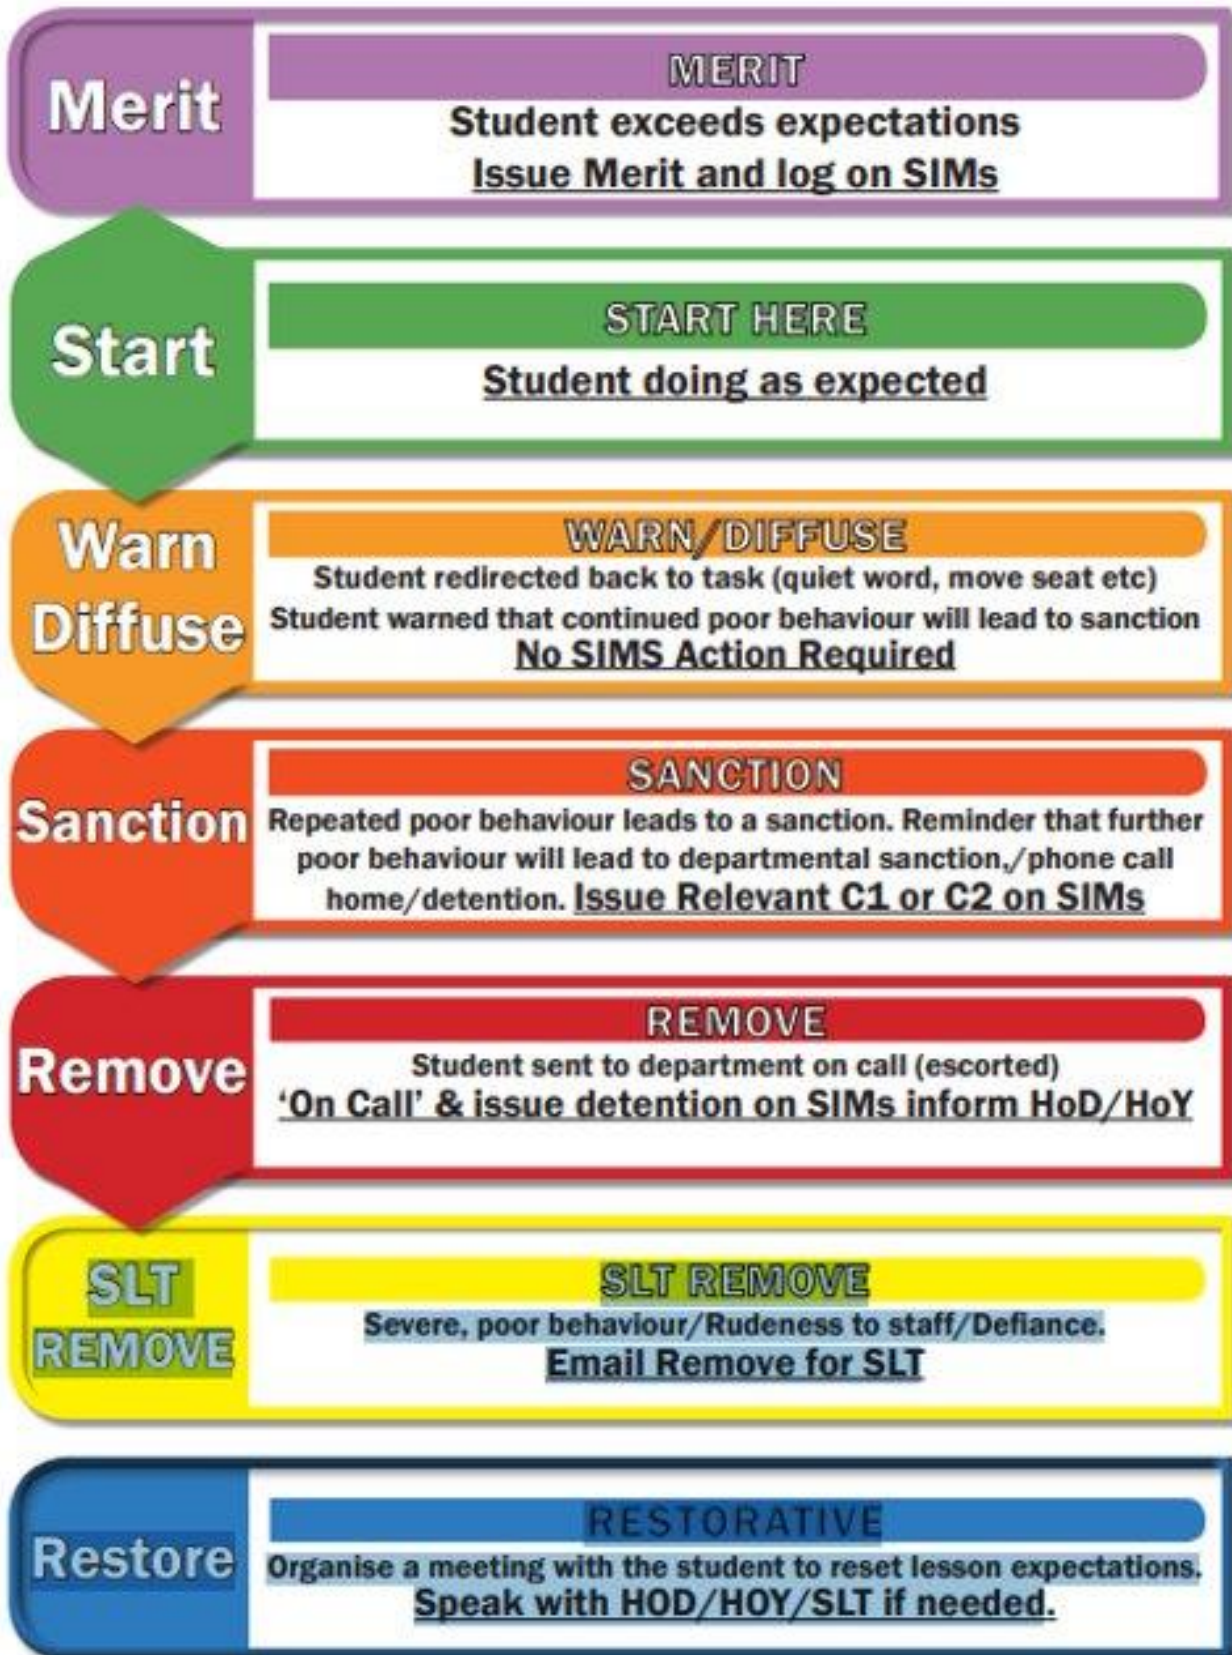 Merit
MERIT
Student exceeds expectations
Issue Merit and log on SIMs
Start
START HERE
Student doing as expected
Warn
Diffuse
WARN/DIFFUSE
Student redirected back to task (quiet word, move seat etc)
Student warned that continued poor behaviour will lead to sanction
No SIMS Action Required
Sanction
SANCTION
Repeated poor behaviour leads to a sanction. Reminder that further
poor behaviour will lead to departmental sanction,/phone call
home/detention. Issue Relevant C1 or C2 on SIMs
Remove
REMOVE
Student sent to department on call (escorted)
‘On Call’ & issue detention on SIMs inform HoD/HoY
SLT
REMOVE
SLT REMOVE
Severe, poor behaviour/Rudeness to staff/Defiance.
Email Remove for SLT
Restore
RESTORATIVE
Organise a meeting with the student to reset lesson expectations.
Speak with HOD/HOY/SLT if needed.